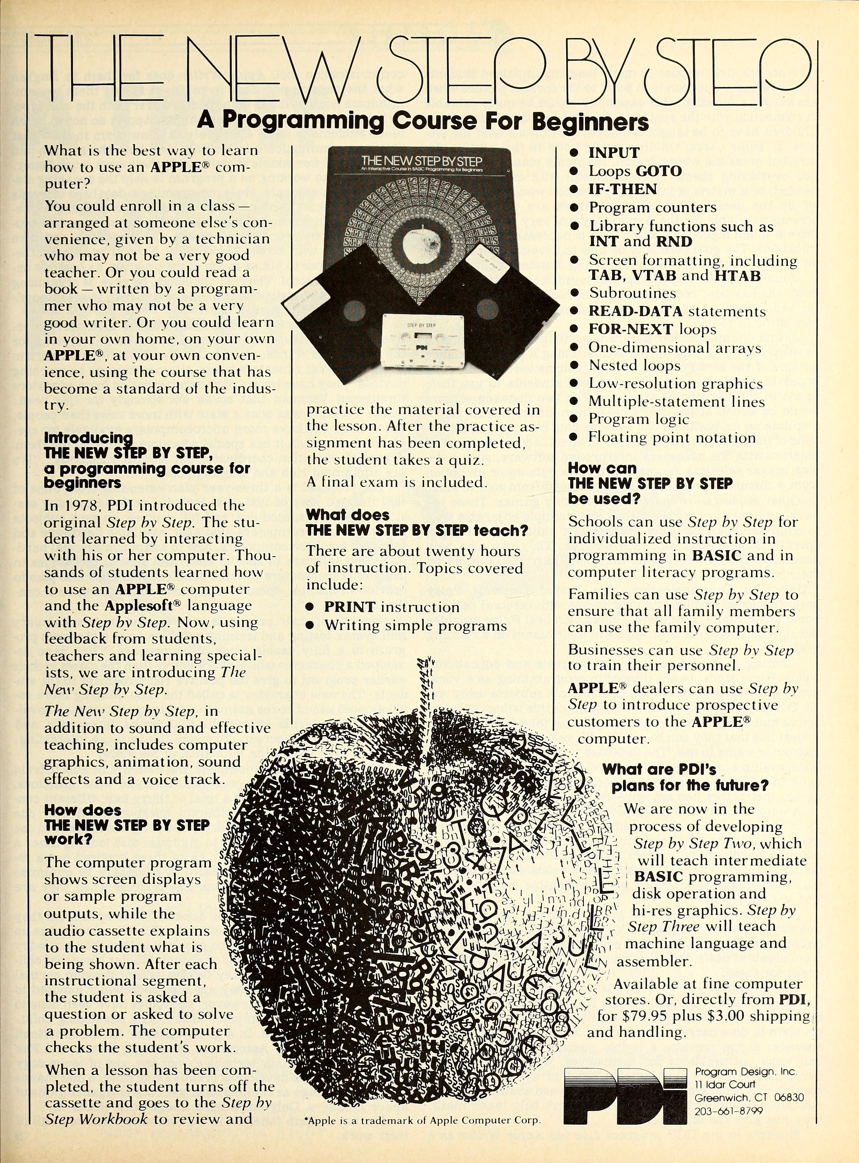 THE NEW STEP BY STEP
A Programming Course For Beginners
What is the best way to learn
how to use an APPLE® com-
puter?
You could enroll in a class—
arranged at someone else's con-
venience, given by a technician
who may not be a very good
teacher. Or you could read a
book—written by a program-
mer who may not be a very
good writer. Or you could learn
in your own home, on your own
APPLE®, at your own conven-
ience, using the course that has
become a standard of the indus-
try.
Introducing
THE NEW STEP BY STEP,
a programming course for
beginners
In 1978, PDI introduced the
original Step by Step. The stu-
dent learned by interacting
with his or her computer. Thou-
sands of students learned how
to use an APPLE® computer
and the Applesoft® language
with Step by Step. Now, using
feedback from students,
teachers and learning special-
ists, we are introducing The
New Step by Step.
The New Step by Step, in
addition to sound and effective
teaching, includes computer
graphics, animation, sound
effects and a voice track.
How does
THE NEW STEP BY STEP
work?
The computer program
shows screen displays
or sample program
outputs, while the
audio cassette explains
to the student what is
being shown. After each
instructional segment,
the student is asked a
question or asked to solve
a problem. The computer
checks the student's work.
When a lesson has been com-
pleted, the student turns off the
cassette and goes to the Step by
Step Workbook to review and
THE NEW STEP BY STEP
An Interactive Course in BASIC Programming for Beginners
STEP BY STEP
PDI
practice the material covered in
the lesson. After the practice as-
signment has been completed,
the student takes a quiz.
A final exam is included.
What does
THE NEW STEP BY STEP teach?
There are about twenty hours
of instruction. Topics covered
include:
● PRINT instruction
● Writing simple programs
● INPUT
● Loops GOTO
● IF-THEN
● Program counters
● Library functions such as
INT and RND
● Screen formatting, including
TAB, VTAB and HTAB
● Subroutines
● READ-DATA statements
● FOR-NEXT loops
● One-dimensional arrays
● Nested loops
● Low-resolution graphics
● Multiple-statement lines
● Program logic
● Floating point notation
How can
THE NEW STEP BY STEP
be used?
Schools can use Step by Step for
individualized instruction in
programming in BASIC and in
computer literacy programs.
Families can use Step by Step to
ensure that all family members
can use the family computer.
Businesses can use Step by Step
to train their personnel.
APPLE® dealers can use Step by
Step to introduce prospective
customers to the APPLE®
computer.
What are PDI's
plans for the future?
We are now in the
process of developing
Step by Step Two, which
will teach intermediate
BASIC programming,
disk operation and
hi-res graphics. Step by
Step Three will teach
machine language and
assembler.
Available at fine computer
stores. Or, directly from PDI,
for $79.95 plus $3.00 shipping
and handling.
*Apple is a trademark of Apple Computer Corp.
PDI
Program Design, Inc.
11 Idar Court
Greenwich, CT 06830
203-661-8799